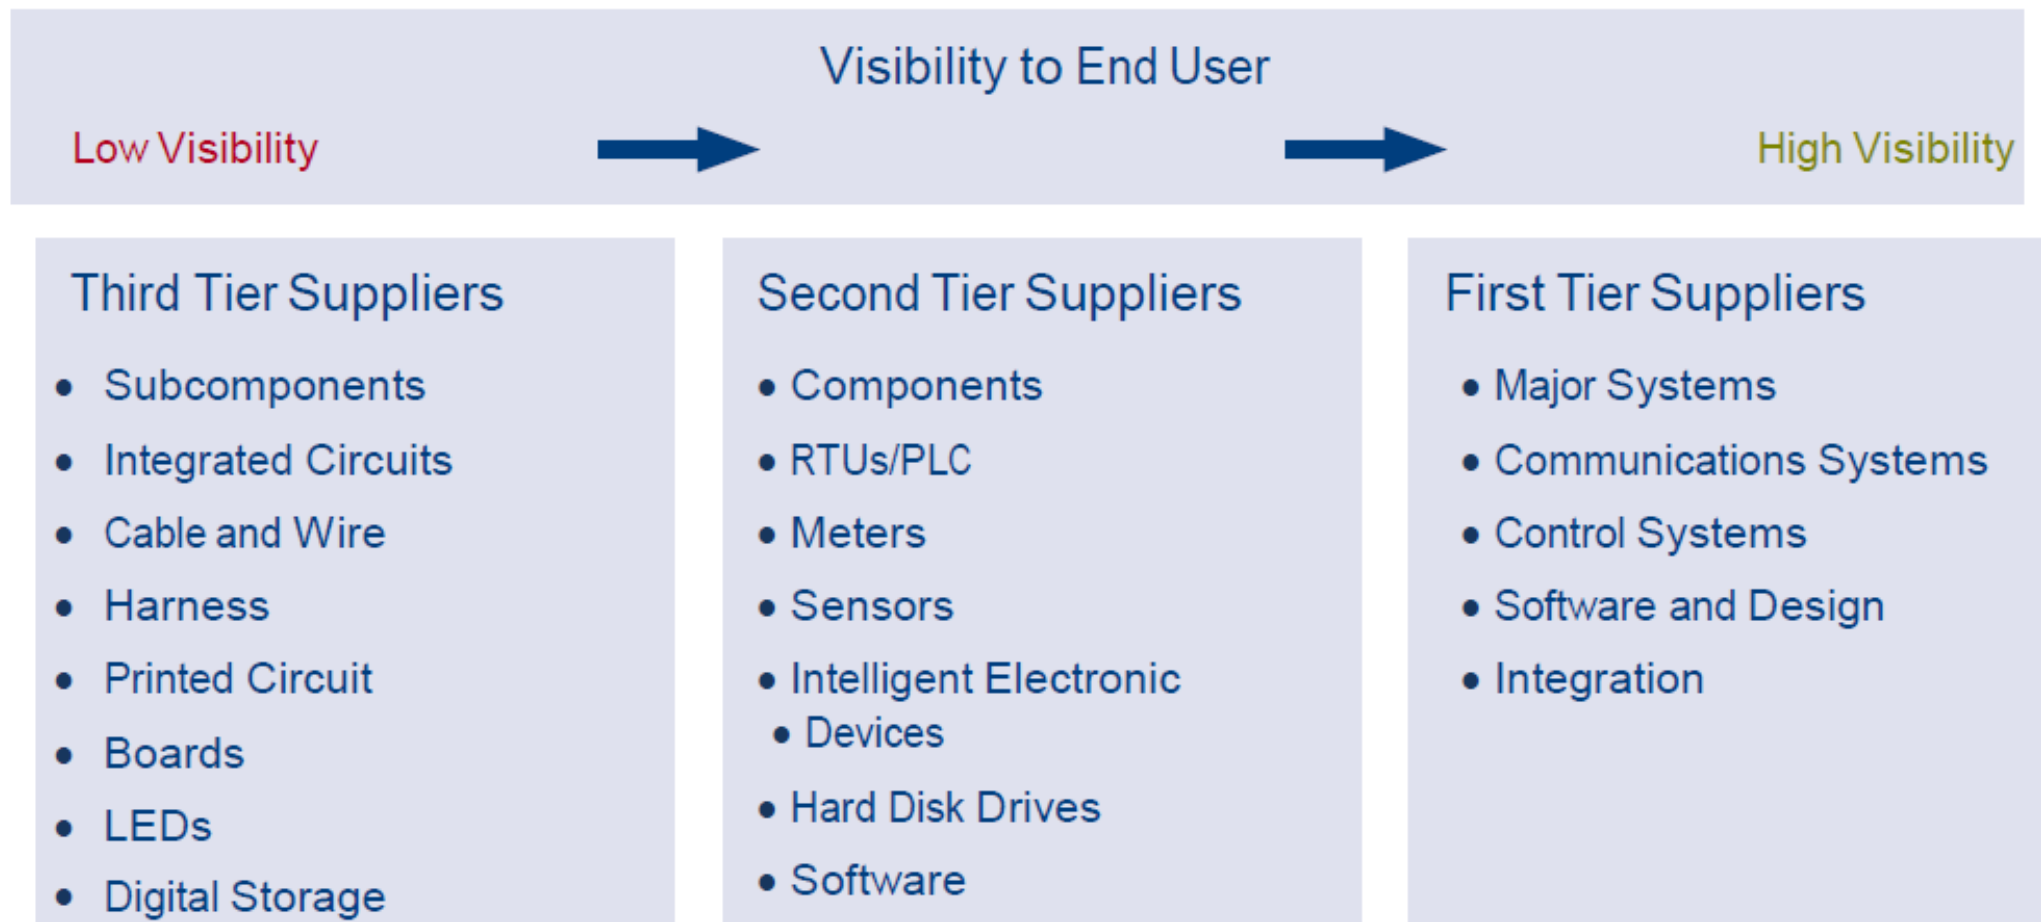 Visibility to End User
Low Visibility
High Visibility
Third Tier Suppliers
• Subcomponents
• Integrated Circuits
• Cable and Wire
• Harness
• Printed Circuit
• Boards
• LEDs
• Digital Storage
Second Tier Suppliers
• Components
• RTUs/PLC
• Meters
• Sensors
• Intelligent Electronic
• Devices
• Hard Disk Drives
• Software
First Tier Suppliers
• Major Systems
• Communications Systems
• Control Systems
• Software and Design
• Integration